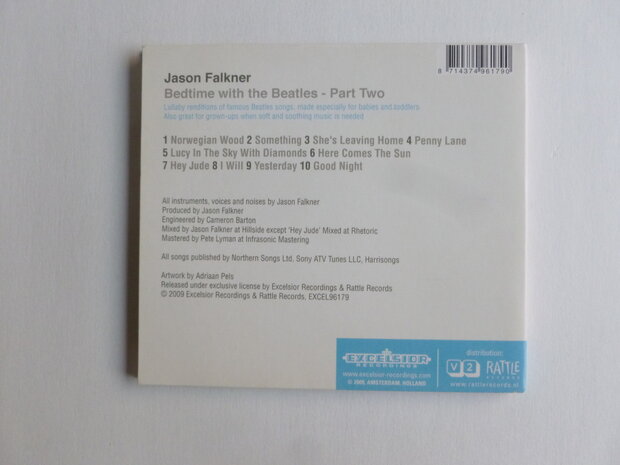 8 714374 961790
Jason Falkner
Bedtime with the Beatles - Part Two
Lullaby renditions of famous Beatles songs, made especially for babies and toddlers
Also great for grown-ups when soft and soothing music is needed
1 Norwegian Wood 2 Something 3 She's Leaving Home 4 Penny Lane
5 Lucy In The Sky With Diamonds 6 Here Comes The Sun
7 Hey Jude 8 I Will 9 Yesterday 10 Good Night
All instruments, voices and noises by Jason Falkner
Produced by Jason Falkner
Engineered by Cameron Barton
Mixed by Jason Falkner at Hillside except 'Hey Jude' Mixed at Rhetoric
Mastered by Pete Lyman at Infrasonic Mastering
All songs published by Northern Songs Ltd, Sony ATV Tunes LLC, Harrisongs
Artwork by Adriaan Pels
Released under exclusive license by Excelsior Recordings & Rattle Records
© 2009 Excelsior Recordings & Rattle Records, EXCEL96179
EXCELSIOR
RECORDINGS
www.excelsior-recordings.com
© 2009, AMSTERDAM, HOLLAND
distribution:
V2 RATTLE
RECORDS
www.rattlerecords.nl